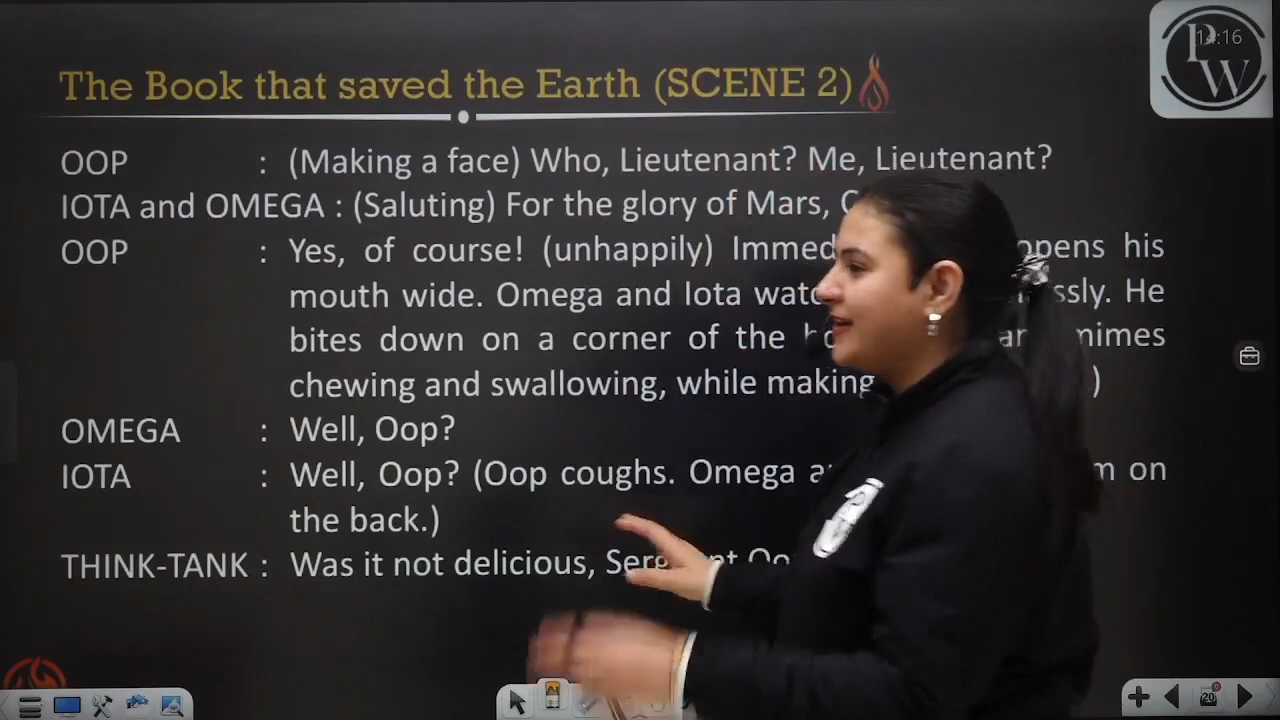 The Book that saved the Earth (SCENE 2)
PW
14:16
OOP : (Making a face) Who, Lieutenant? Me, Lieutenant?
IOTA and OMEGA : (Saluting) For the glory of Mars,
OOP : Yes, of course! (unhappily) opens his
mouth wide. Omega and Iota He
bites down on a corner of the mimes
chewing and swallowing, while making )
OMEGA : Well, Oop?
IOTA : Well, Oop? (Oop coughs. Omega on
the back.)
THINK-TANK : Was it not delicious,
20